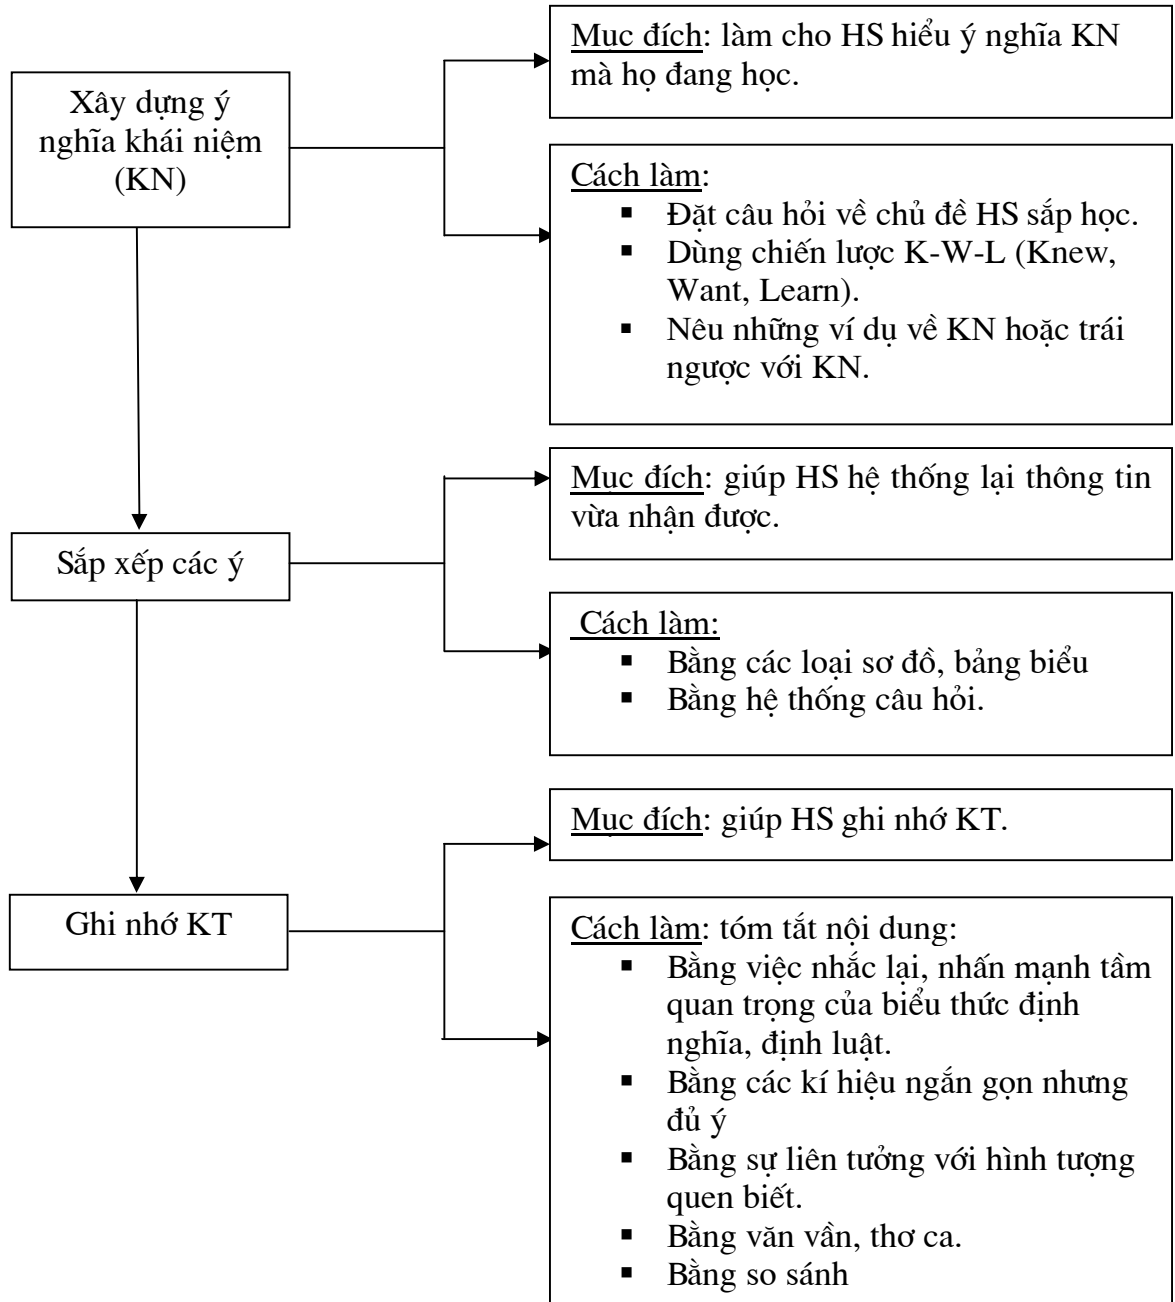 Xây dựng ý
nghĩa khái niệm
(KN)
Mục đích: làm cho HS hiểu ý nghĩa KN
mà họ đang học.
Cách làm:
▪ Đặt câu hỏi về chủ đề HS sắp học.
▪ Dùng chiến lược K-W-L (Knew,
Want, Learn).
▪ Nêu những ví dụ về KN hoặc trái
ngược với KN.
Sắp xếp các ý
Mục đích: giúp HS hệ thống lại thông tin
vừa nhận được.
Cách làm:
▪ Bằng các loại sơ đồ, bảng biểu
▪ Bằng hệ thống câu hỏi.
Ghi nhớ KT
Mục đích: giúp HS ghi nhớ KT.
Cách làm: tóm tắt nội dung:
▪ Bằng việc nhắc lại, nhấn mạnh tầm
quan trọng của biểu thức định
nghĩa, định luật.
▪ Bằng các kí hiệu ngắn gọn nhưng
đủ ý
▪ Bằng sự liên tưởng với hình tượng
quen biết.
▪ Bằng văn vần, thơ ca.
▪ Bằng so sánh